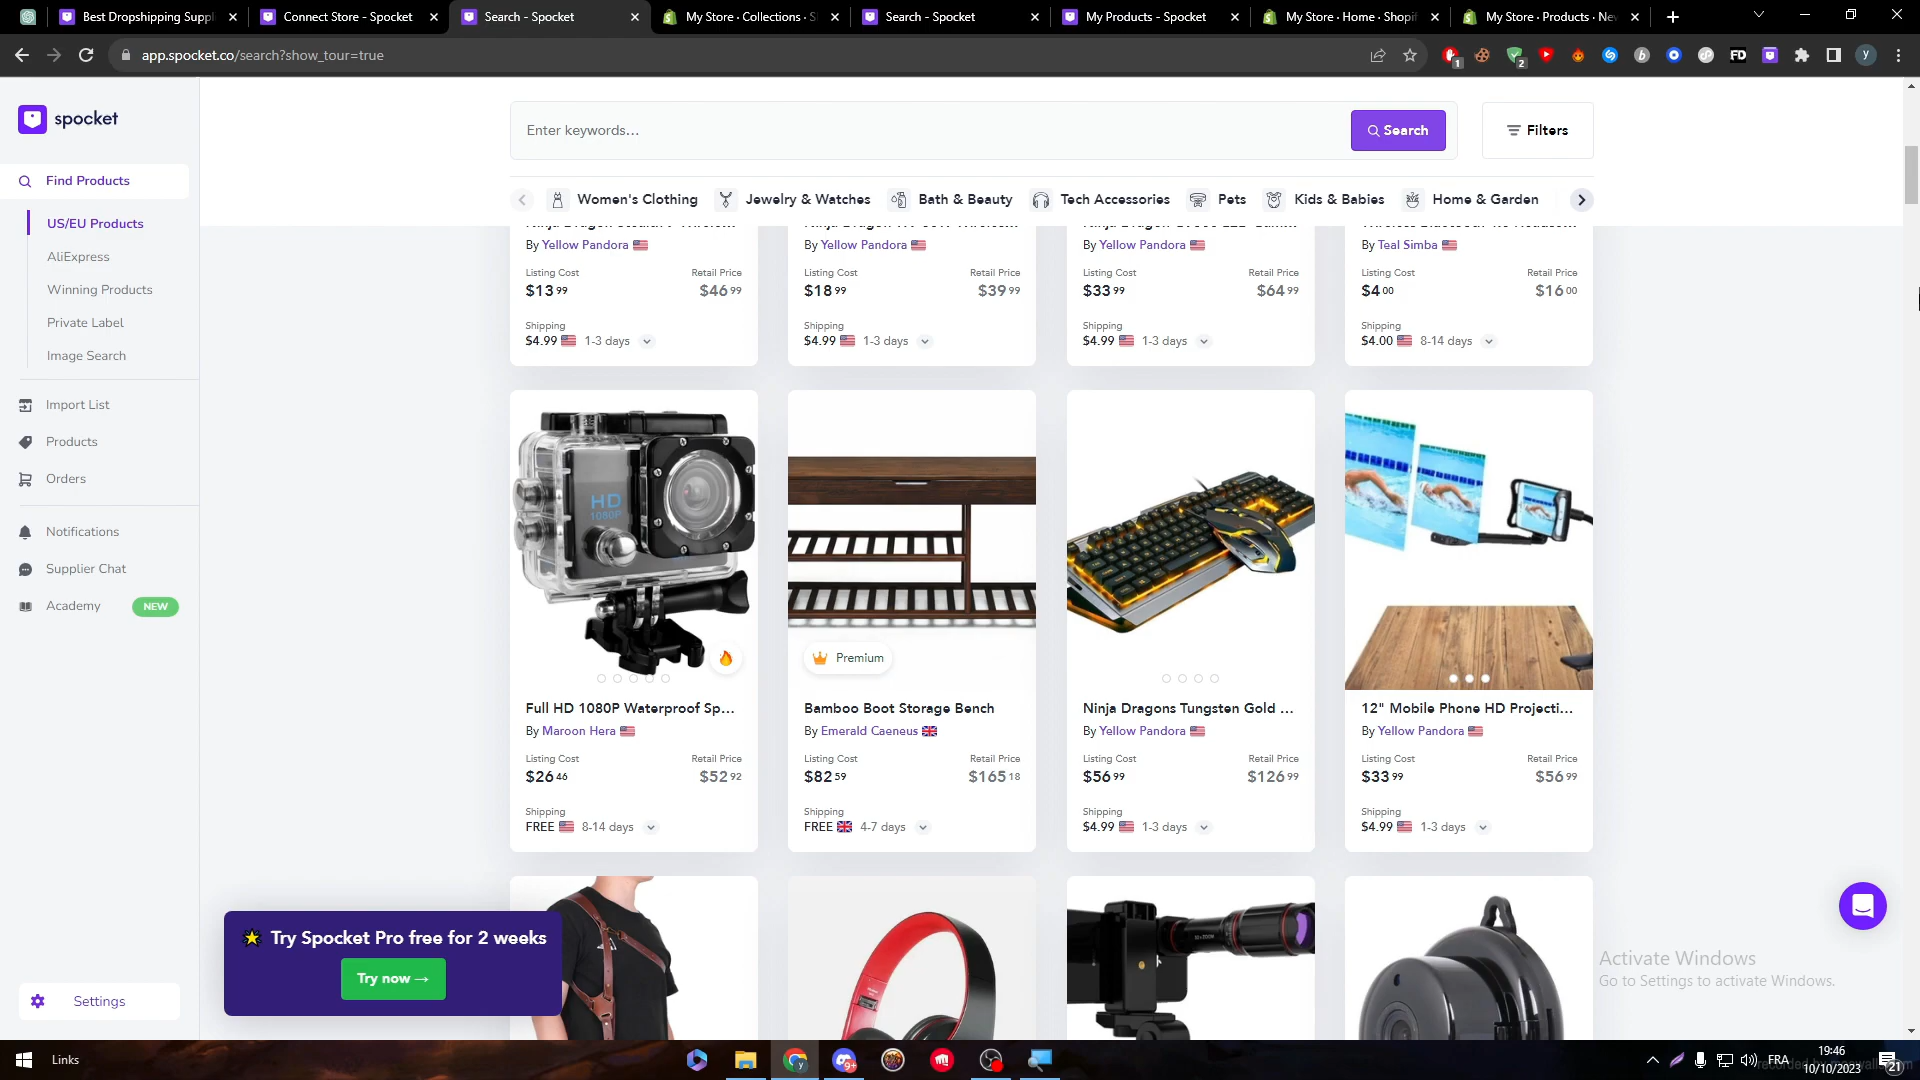 Best Dropshipping Suppli
Connect Store - Spocket
Search - Spocket
My Store · Collections · S
Search - Spocket
My Products - Spocket
My Store · Home · Shopif
My Store · Products · Nev
app.spocket.co/search?show_tour=true
1
2
FD
y
spocket
Enter keywords...
Search
Filters
Find Products
US/EU Products
AliExpress
Winning Products
Private Label
Image Search
Import List
Products
Orders
Notifications
Supplier Chat
Academy
NEW
Settings
Women's Clothing
Jewelry & Watches
Bath & Beauty
Tech Accessories
Pets
Kids & Babies
Home & Garden
By Yellow Pandora
Listing Cost
Retail Price
$13 99
$46 99
Shipping
$4.99 1-3 days
By Yellow Pandora
Listing Cost
Retail Price
$18 99
$39 99
Shipping
$4.99 1-3 days
By Yellow Pandora
Listing Cost
Retail Price
$33 99
$64 99
Shipping
$4.99 1-3 days
By Teal Simba
Listing Cost
Retail Price
$4 00
$16 00
Shipping
$4.00 8-14 days
HD
1080P
Full HD 1080P Waterproof Sp...
By Maroon Hera
Listing Cost
Retail Price
$26 46
$52 92
Shipping
FREE 8-14 days
Premium
Bamboo Boot Storage Bench
By Emerald Caeneus
Listing Cost
Retail Price
$82 59
$165 18
Shipping
FREE 4-7 days
Ninja Dragons Tungsten Gold ...
By Yellow Pandora
Listing Cost
Retail Price
$56 99
$126 99
Shipping
$4.99 1-3 days
12" Mobile Phone HD Projecti...
By Yellow Pandora
Listing Cost
Retail Price
$33 99
$56 99
Shipping
$4.99 1-3 days
Try Spocket Pro free for 2 weeks
Try now →
Activate Windows
Go to Settings to activate Windows.
Links
9+
FRA
19:46
10/10/2023
21